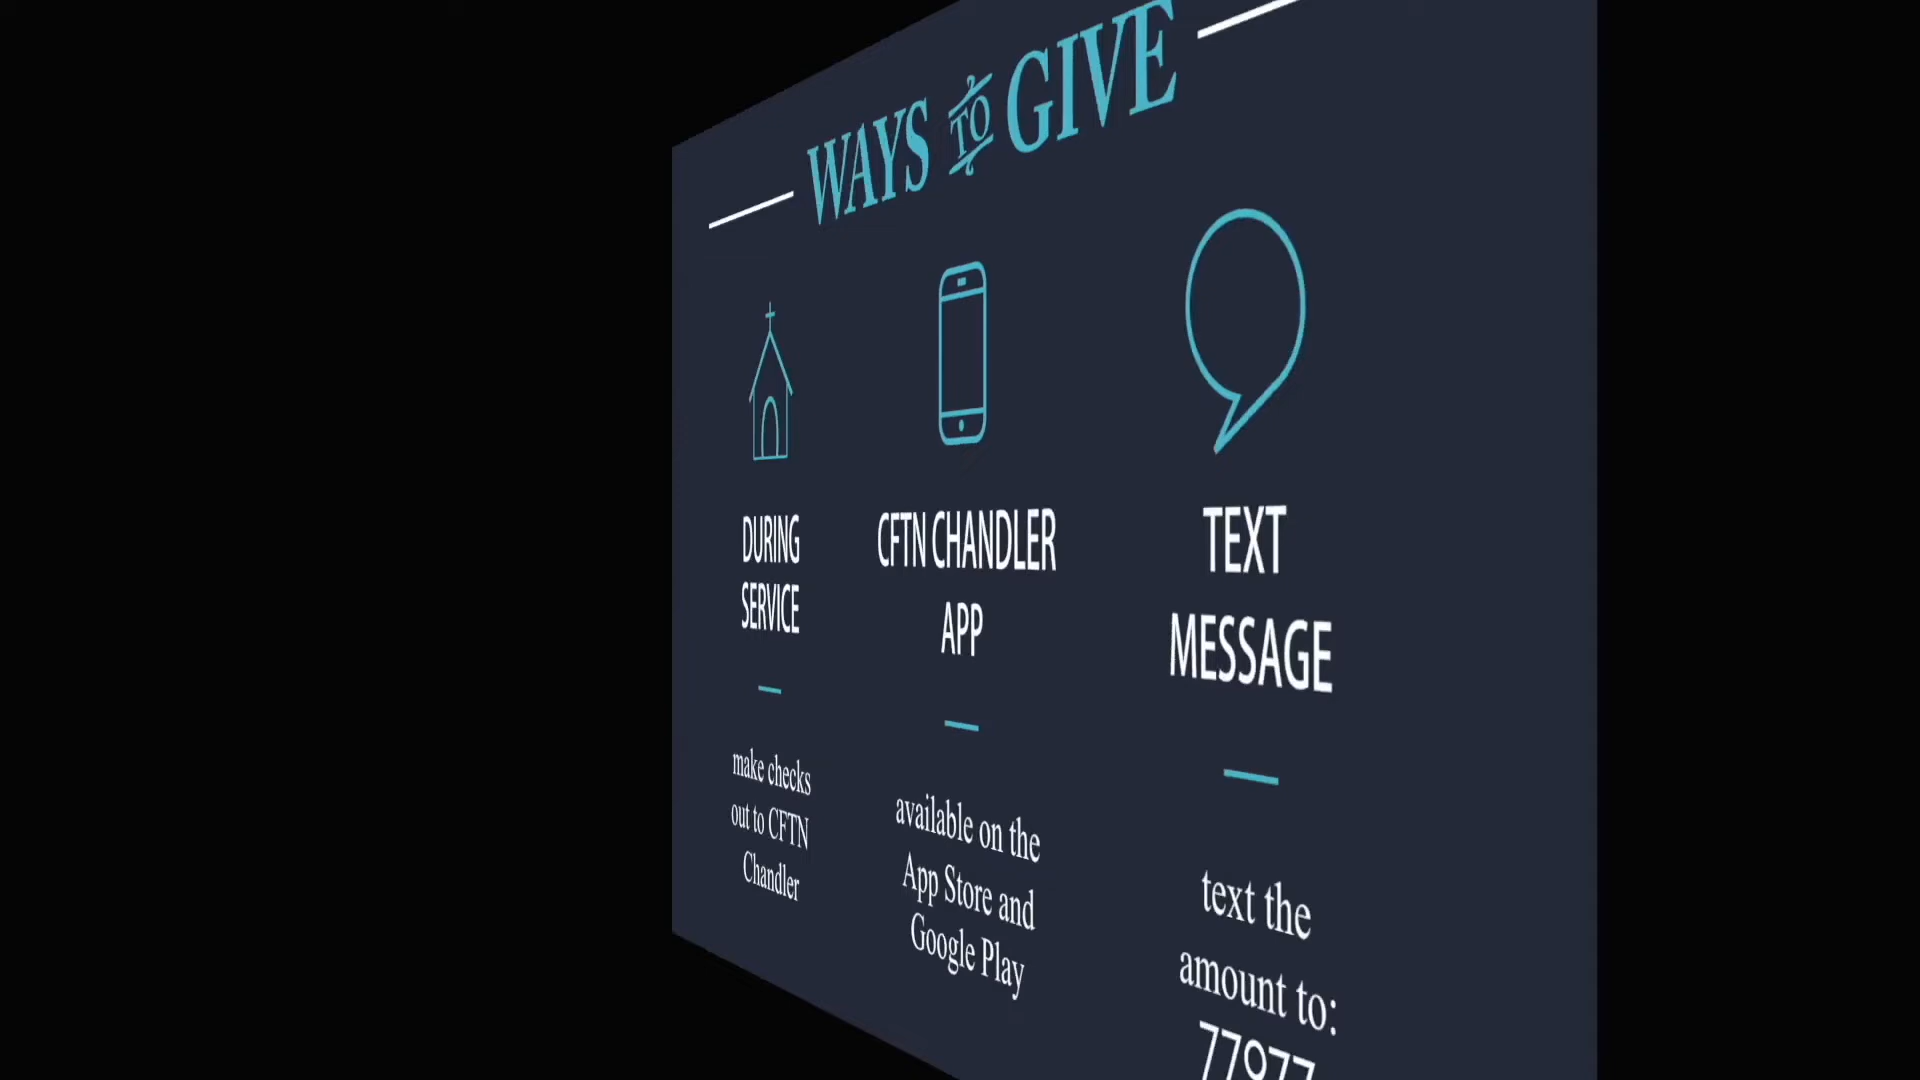 WAYS TO GIVE
DURING
SERVICE
make checks
out to CFTN
Chandler
CFTN CHANDLER
APP
available on the
App Store and
Google Play
TEXT
MESSAGE
text the
amount to:
77977